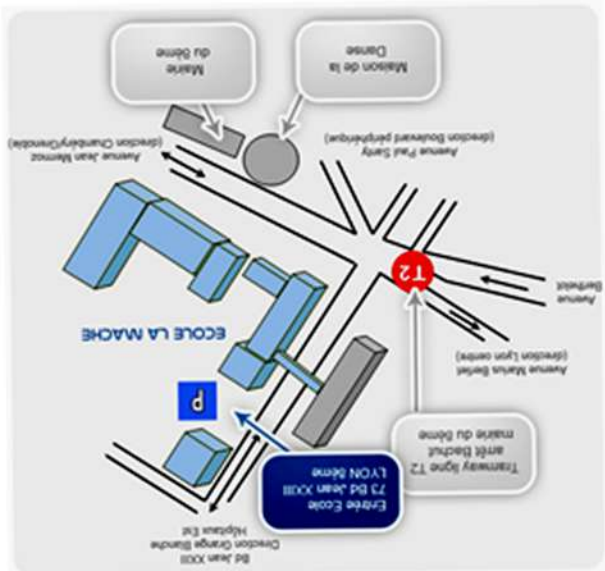 Bd Jean XXIII
Direction Grange Blanche
Hôpitaux Est
Entrée Ecole
73 Bd Jean XXIII
LYON 8ème
Tramway ligne T2
arrêt Bachut
mairie du 8ème
P
Avenue Marius Berliet
(direction Lyon centre)
ECOLE LA MACHE
Avenue
Berthelot
T2
Avenue Paul Santy
(direction Boulevard périphérique)
Avenue Jean Mermoz
(direction Chambéry/Grenoble)
Maison de la
Danse
Mairie
du 8ème